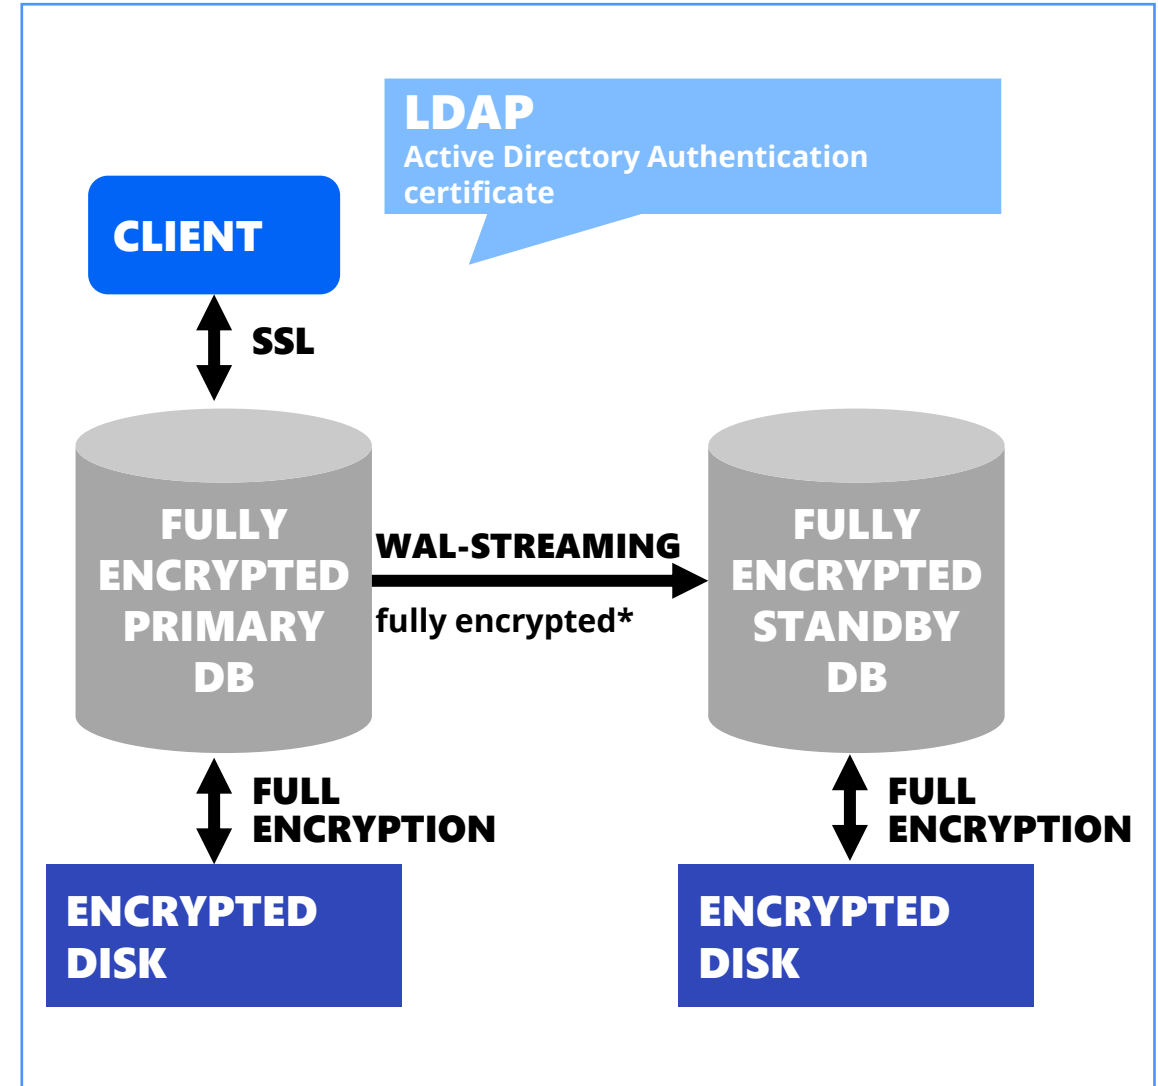 LDAP
Active Directory Authentication
certificate
CLIENT
SSL
FULLY
ENCRYPTED
PRIMARY
DB
WAL-STREAMING
fully encrypted*
FULLY
ENCRYPTED
STANDBY
DB
FULL
ENCRYPTION
FULL
ENCRYPTION
ENCRYPTED
DISK
ENCRYPTED
DISK